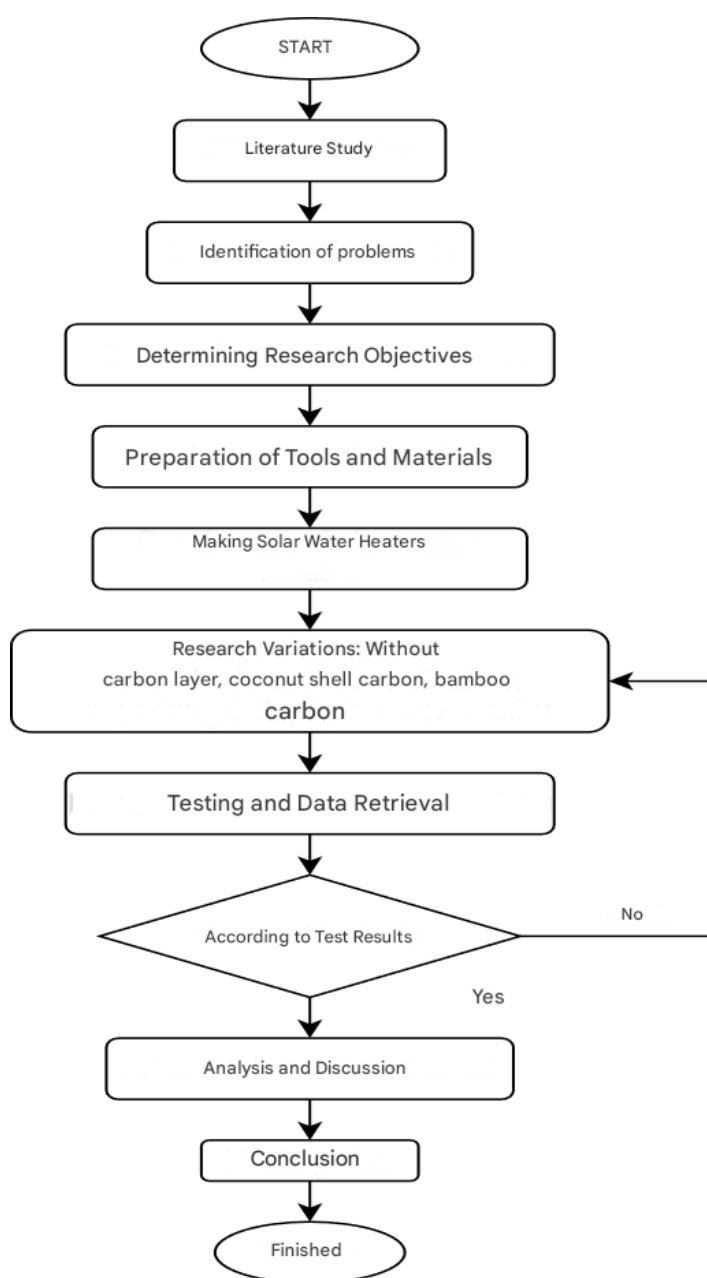 START
Literature Study
Identification of problems
Determining Research Objectives
Preparation of Tools and Materials
Making Solar Water Heaters
Research Variations: Without
carbon layer, coconut shell carbon, bamboo
carbon
Testing and Data Retrieval
According to Test Results
No
Yes
Analysis and Discussion
Conclusion
Finished